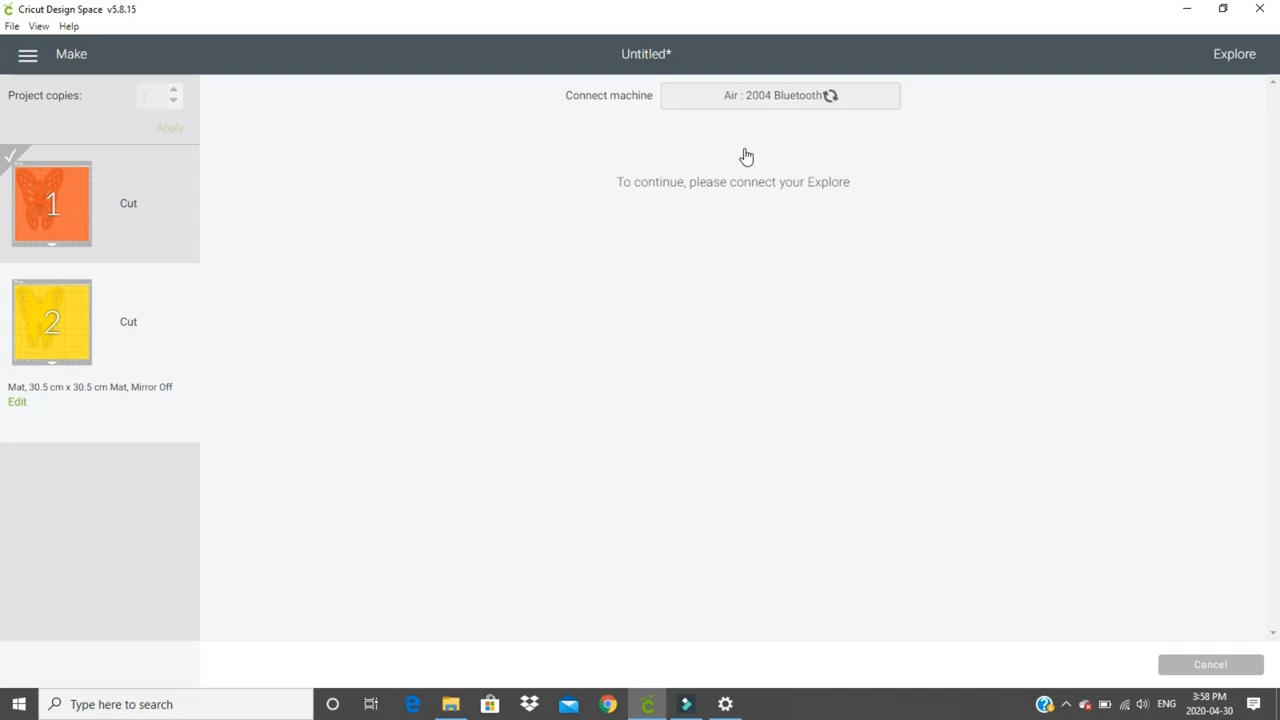 Cricut Design Space v5.8.15
File View Help
Make
Untitled*
Explore
Project copies:
1
Apply
Connect machine
Air : 2004 Bluetooth
To continue, please connect your Explore
1
Cut
2
Cut
Mat, 30.5 cm x 30.5 cm Mat, Mirror Off
Edit
Cancel
Type here to search
ENG
3:58 PM
2020-04-30